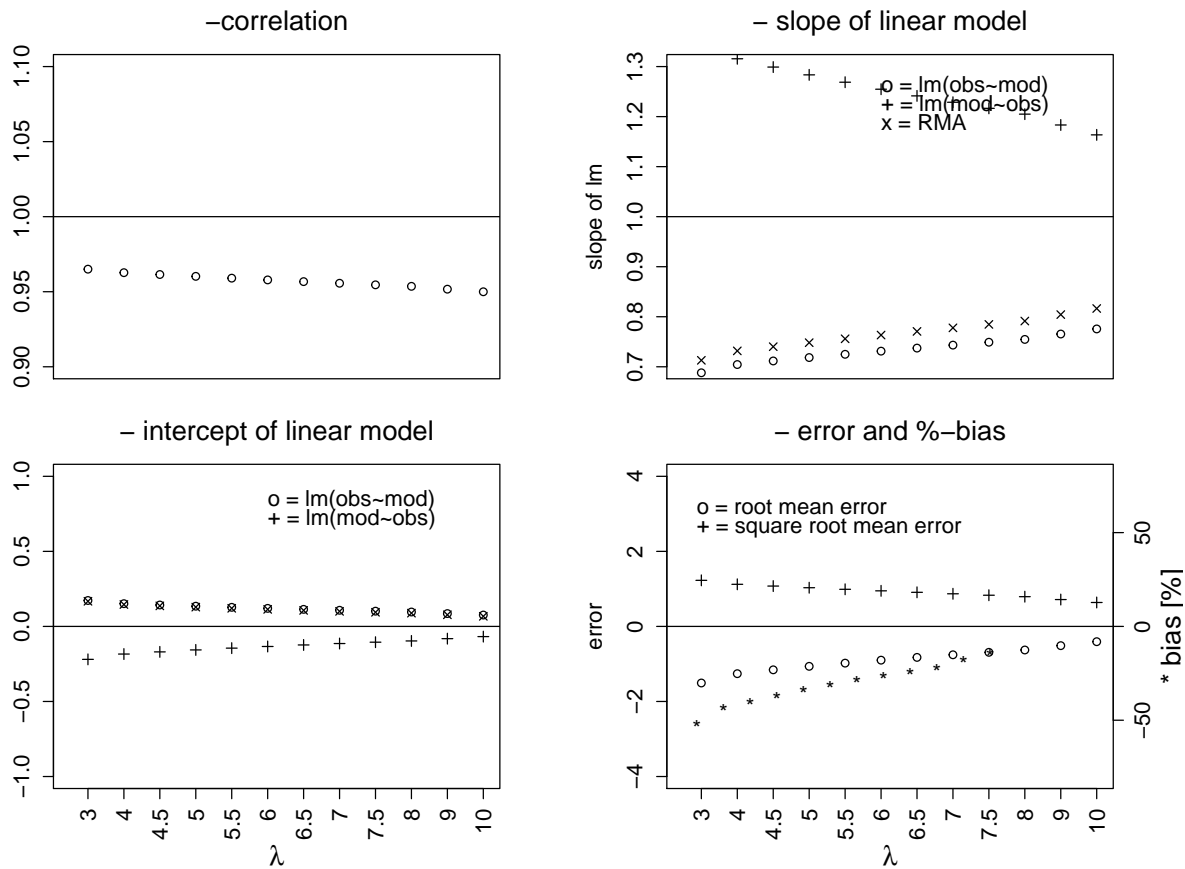 −correlation
1.10
1.05
1.00
0.95
0.90
− slope of linear model
slope of lm
1.3
1.2
1.1
1.0
0.9
0.8
0.7
o = lm(obs~mod)
+ = lm(mod~obs)
x = RMA
− intercept of linear model
1.0
0.5
0.0
−0.5
−1.0
o = lm(obs~mod)
+ = lm(mod~obs)
3 4 4.5 5 5.5 6 6.5 7 7.5 8 9 10
λ
− error and %−bias
error
4
2
0
−2
−4
o = root mean error
+ = square root mean error
50
0
−50
* bias [%]
3 4 4.5 5 5.5 6 6.5 7 7.5 8 9 10
λ